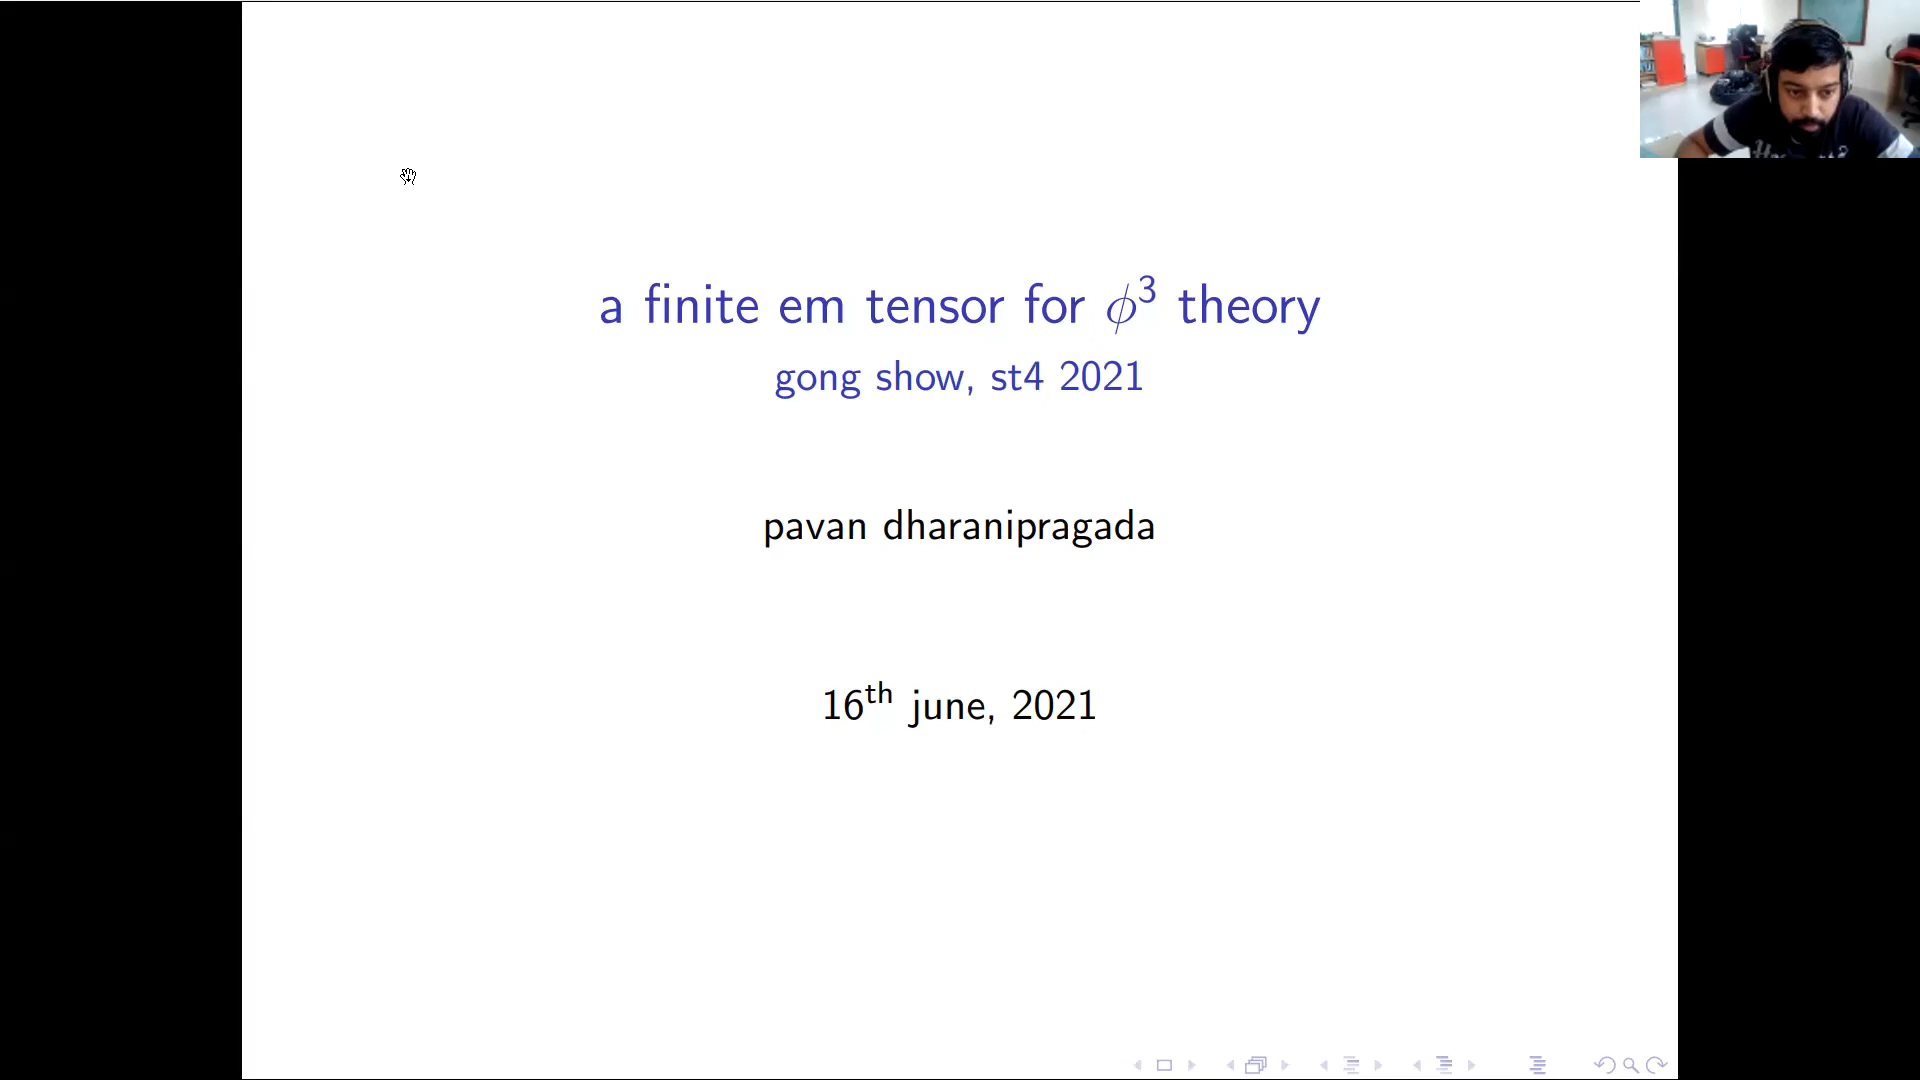 a finite em tensor for ϕ³ theory
gong show, st4 2021
pavan dharanipragada
16ᵗʰ june, 2021